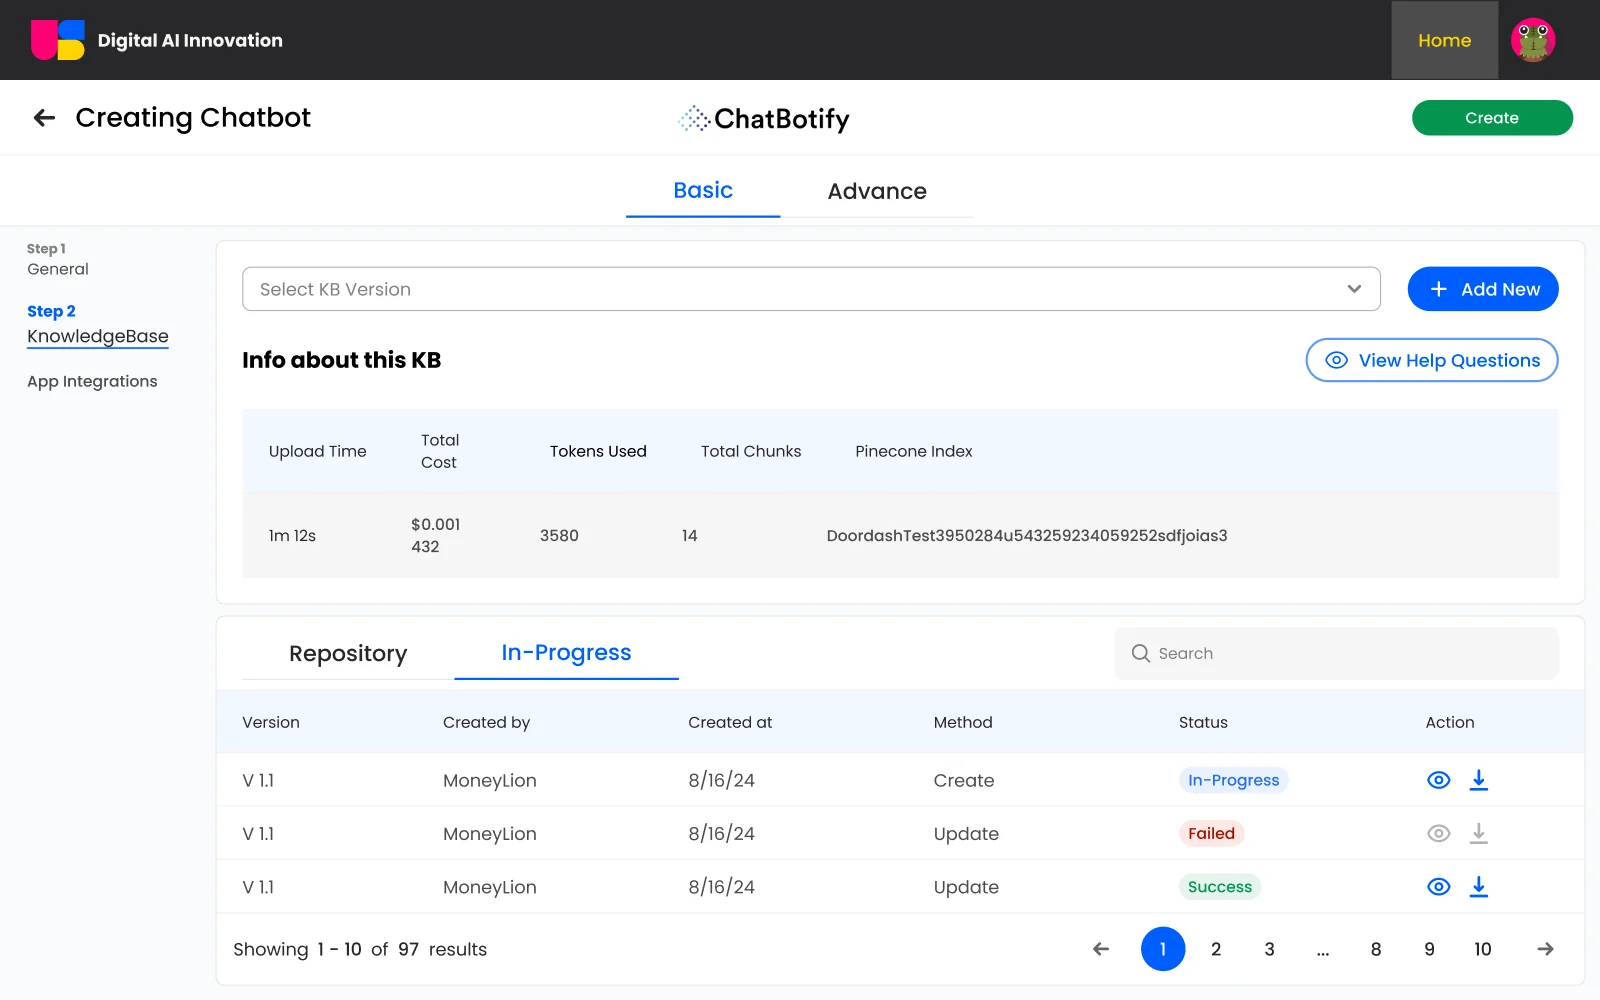 Digital AI Innovation
Home
Creating Chatbot
ChatBotify
Create
Basic
Advance
Step 1
General
Step 2
KnowledgeBase
App Integrations
Select KB Version
Add New
Info about this KB
View Help Questions
Upload Time
Total
Cost
Tokens Used
Total Chunks
Pinecone Index
1m 12s
$0.001
432
3580
14
DoordashTest3950284u543259234059252sdfjoias3
Repository
In-Progress
Search
Version Created by Created at Method Status Action
V 1.1 MoneyLion 8/16/24 Create In-Progress
V 1.1 MoneyLion 8/16/24 Update Failed
V 1.1 MoneyLion 8/16/24 Update Success
Showing 1 - 10 of 97 results
1 2 3 ... 8 9 10